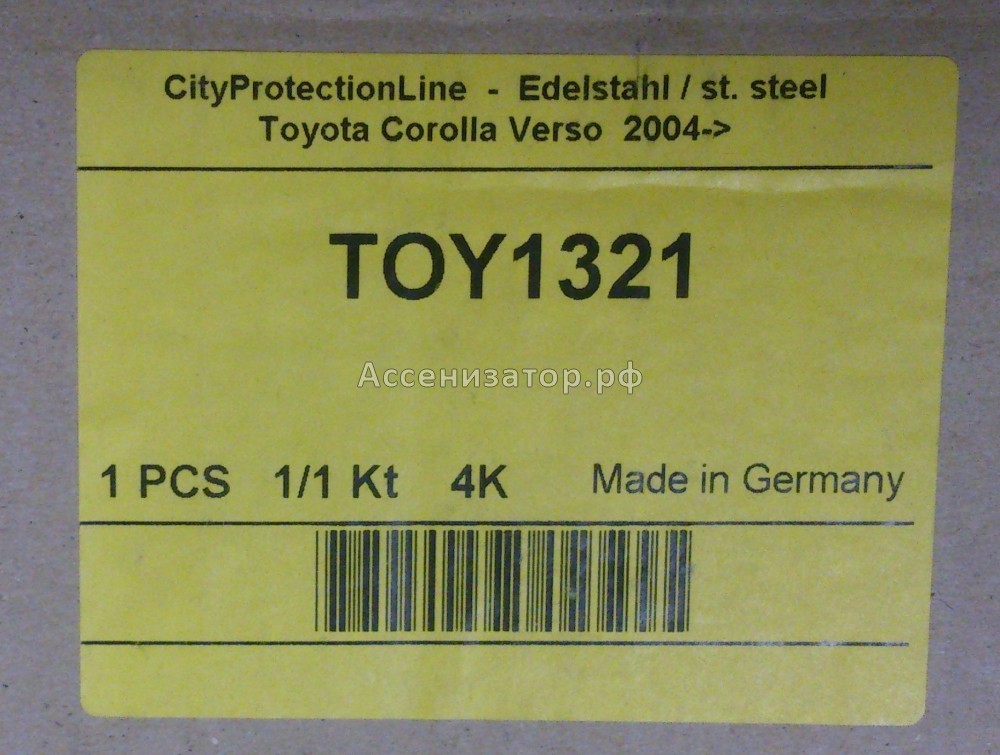 CityProtectionLine - Edelstahl / st. steel
Toyota Corolla Verso 2004->
TOY1321
Ассенизатор.рф
1 PCS 1/1 Kt 4K Made in Germany